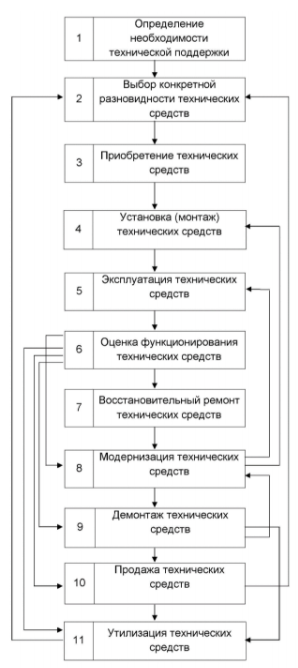 1
Определение
необходимости
технической поддержки
2
Выбор конкретной
разновидности технических
средств
3
Приобретение технических
средств
4
Установка (монтаж)
технических средств
5
Эксплуатация технических
средств
6
Оценка функционирования
технических средств
7
Восстановительный ремонт
технических средств
8
Модернизация технических
средств
9
Демонтаж технических
средств
10
Продажа технических
средств
11
Утилизация технических
средств